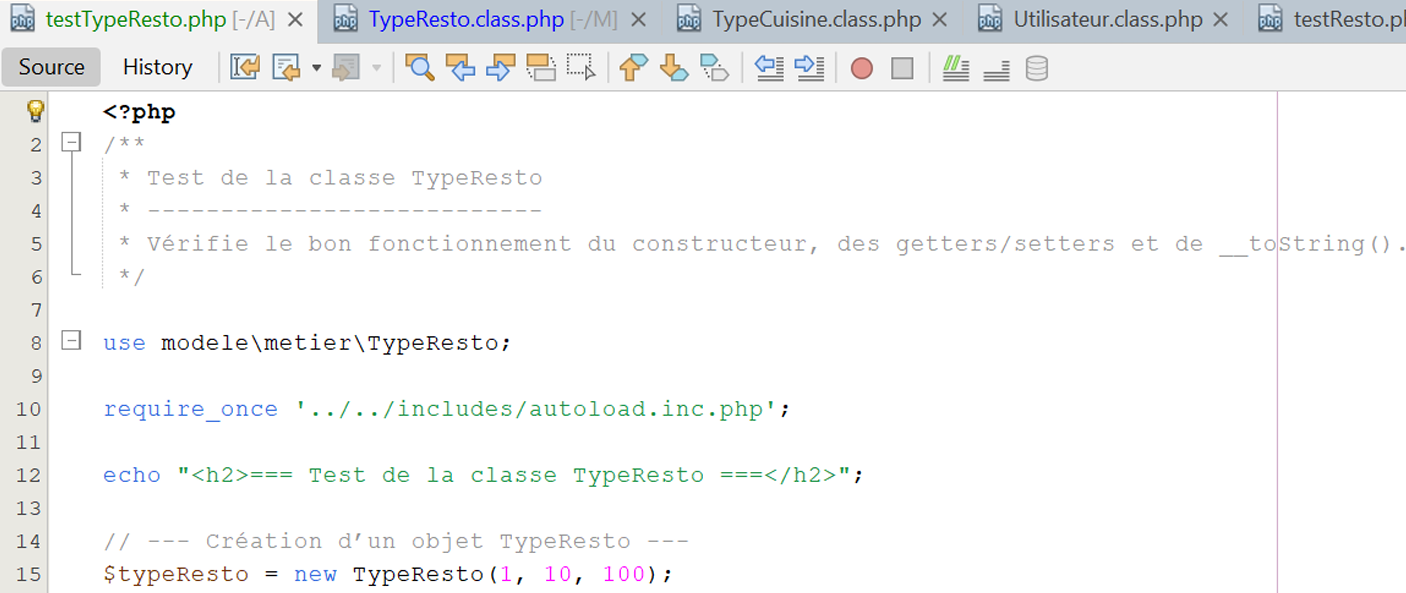 testTypeResto.php [-/A] TypeResto.class.php [-/M] TypeCuisine.class.php Utilisateur.class.php testResto.p
Source History
<?php
2 /**
3 * Test de la classe TypeResto
4 * ---------------------------
5 * Vérifie le bon fonctionnement du constructeur, des getters/setters et de __toString().
6 */
7
8 use modele\metier\TypeResto;
9
10 require_once '../../includes/autoload.inc.php';
11
12 echo "<h2>=== Test de la classe TypeResto ===</h2>";
13
14 // --- Création d’un objet TypeResto ---
15 $typeResto = new TypeResto(1, 10, 100);